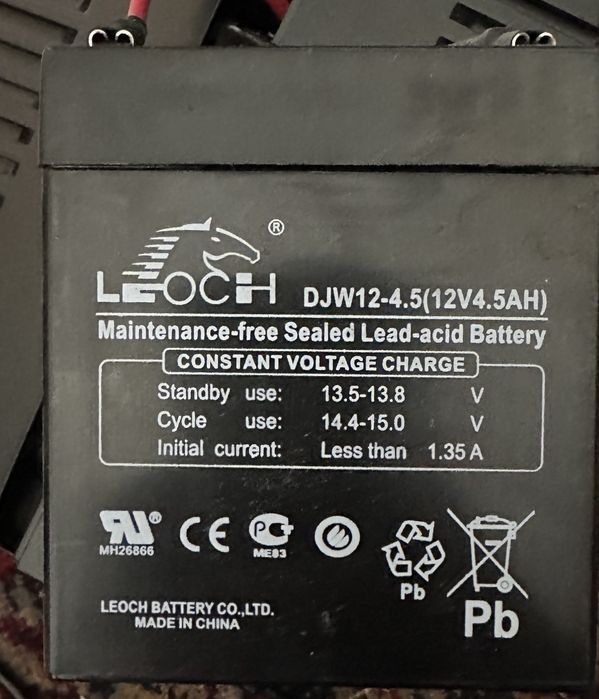 ®
LEOCH DJW12-4.5(12V4.5AH)
Maintenance-free Sealed Lead-acid Battery
CONSTANT VOLTAGE CHARGE
Standby use: 13.5-13.8 V
Cycle use: 14.4-15.0 V
Initial current: Less than 1.35 A
RU® CE PCT
MH26866 ME83
Pb
Pb
LEOCH BATTERY CO.,LTD.
MADE IN CHINA